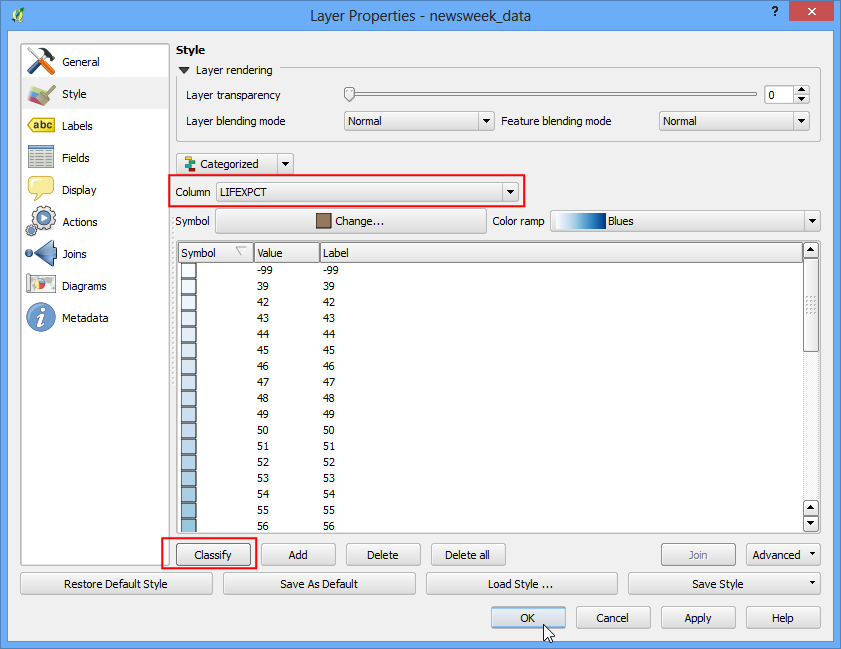 Layer Properties - newsweek_data
?
General
Style
abc Labels
Fields
Display
Actions
Joins
Diagrams
i Metadata
Style
Layer rendering
Layer transparency 0
Layer blending mode Normal Feature blending mode Normal
Categorized
Column LIFEXPCT
Symbol Change... Color ramp Blues
Symbol Value Label
-99 -99
39 39
42 42
43 43
44 44
45 45
46 46
47 47
48 48
49 49
50 50
51 51
52 52
53 53
54 54
55 55
56 56
Classify Add Delete Delete all Join Advanced
Restore Default Style Save As Default Load Style ... Save Style
OK Cancel Apply Help